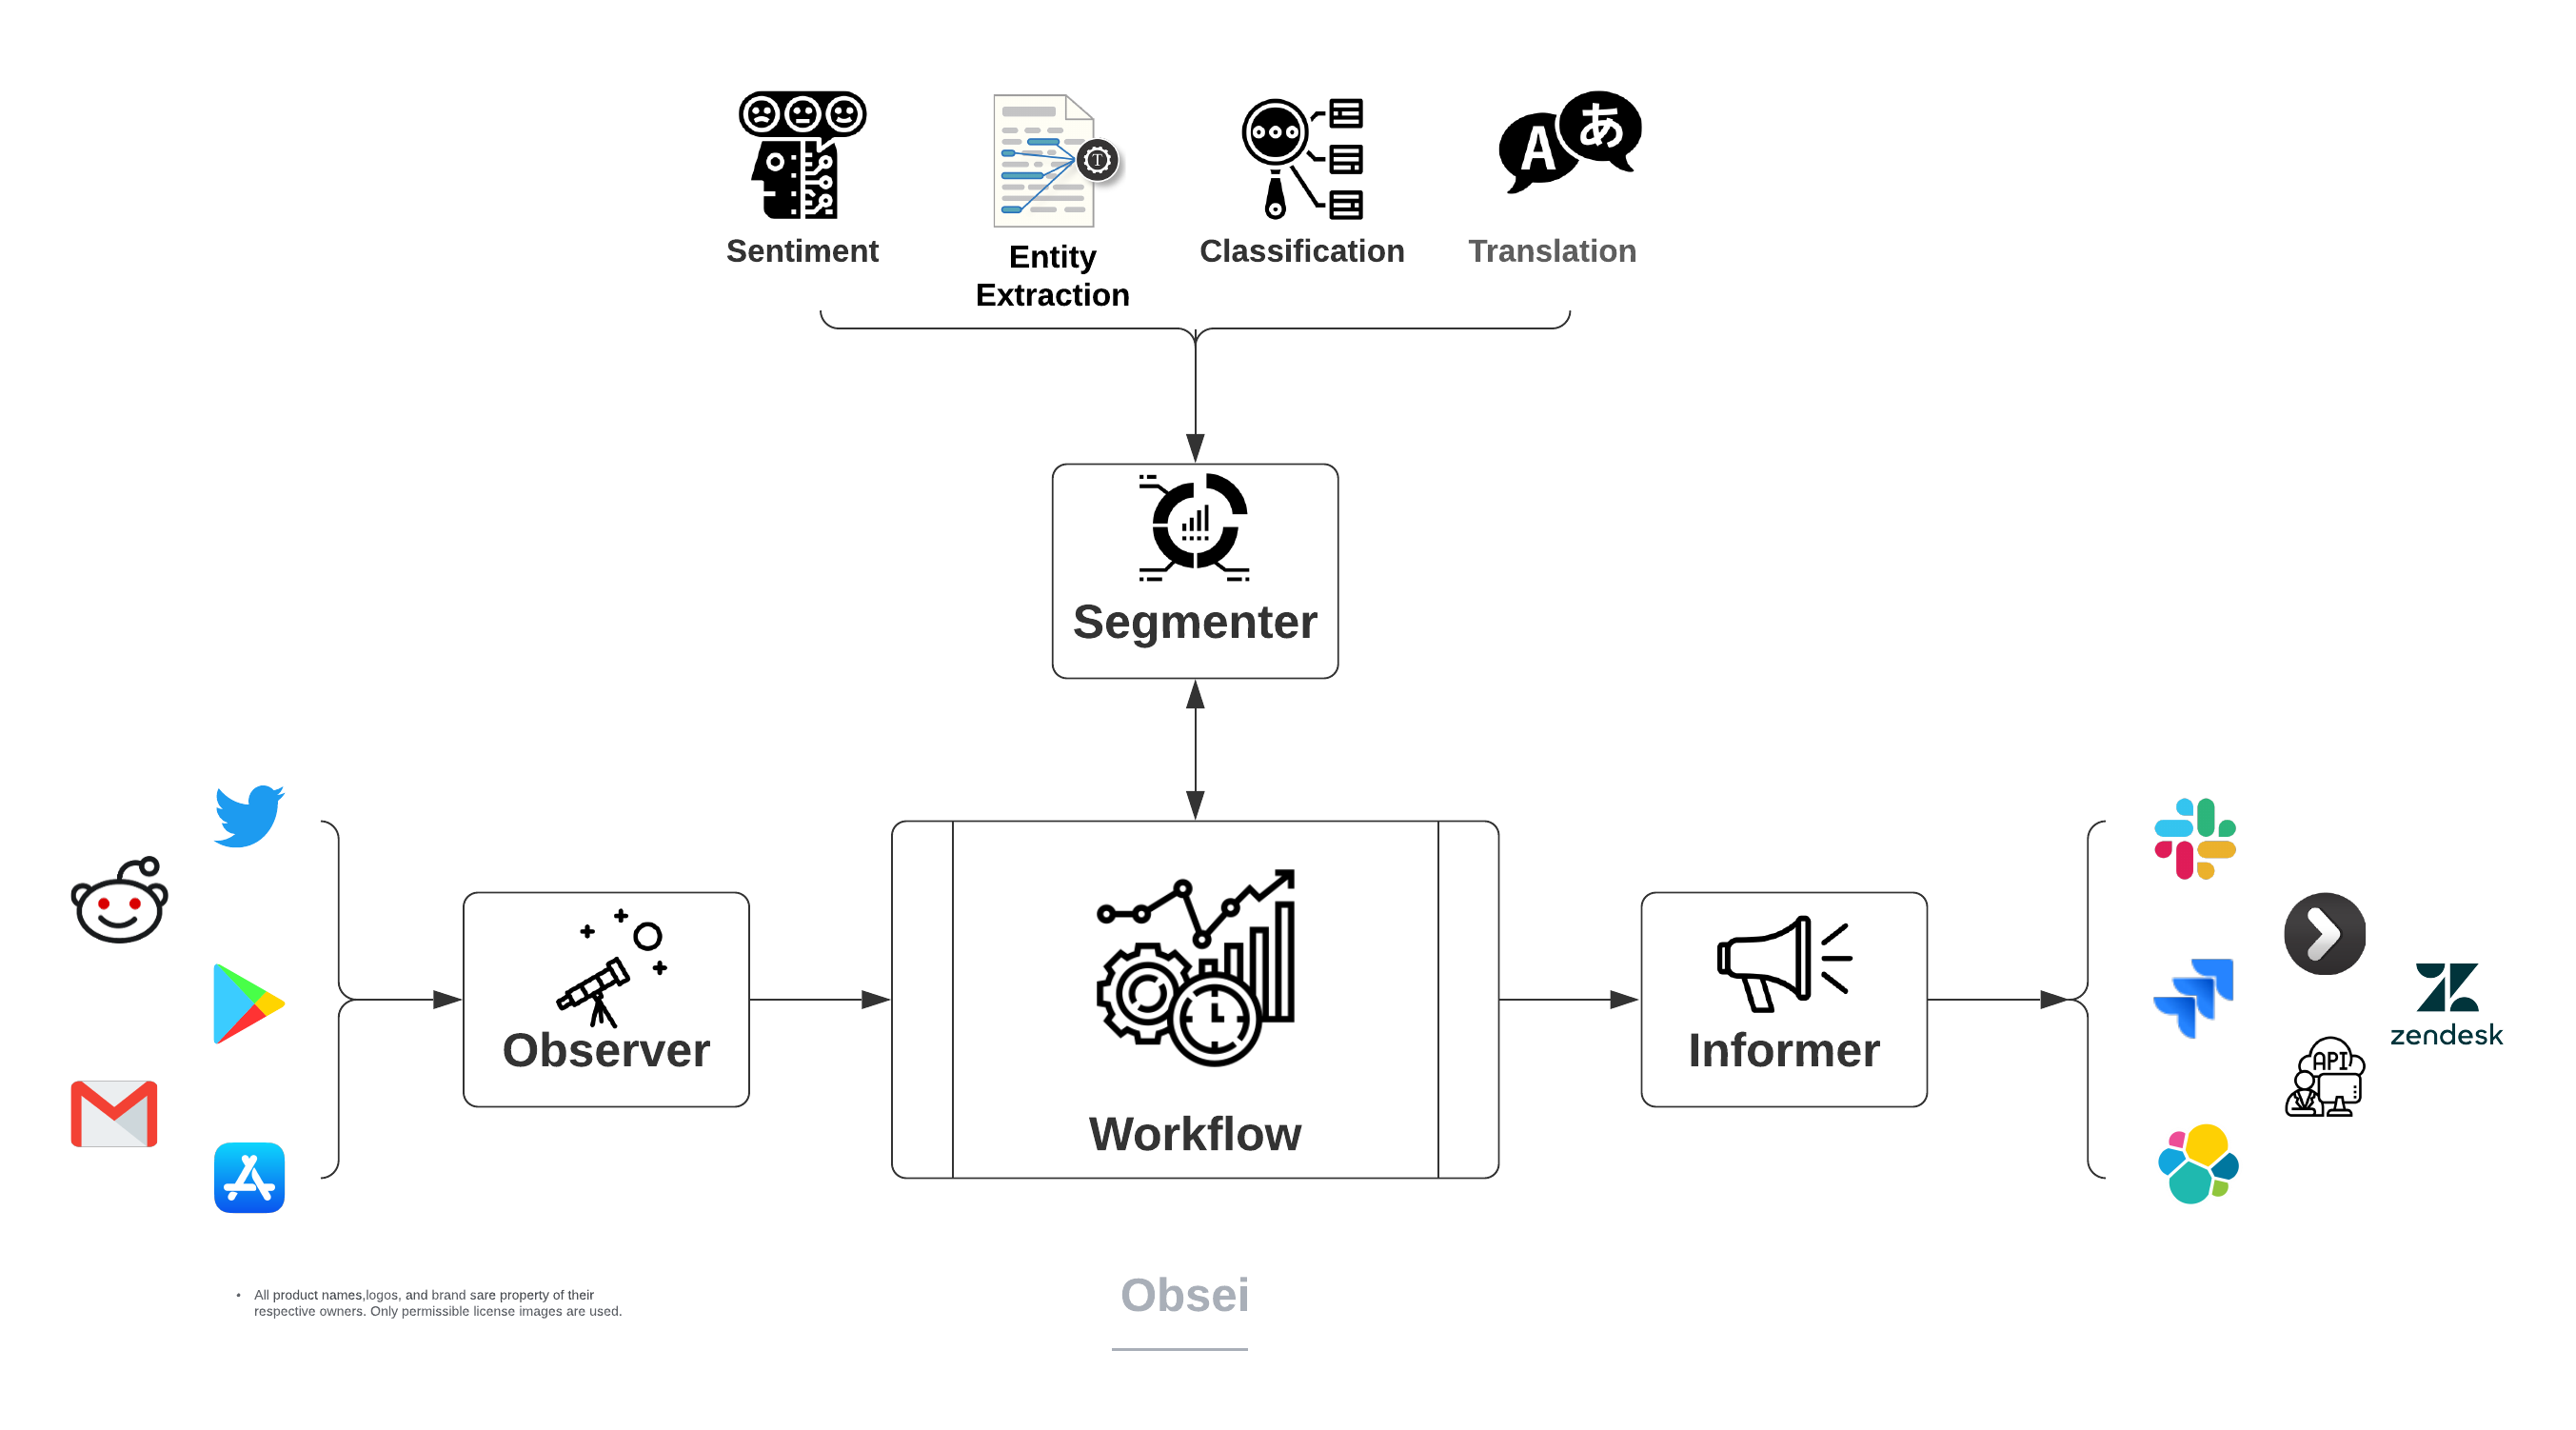 Sentiment
Entity
Extraction
Classification
Translation
A あ
T
Segmenter
Observer
Workflow
Informer
API
zendesk
All product names,logos, and brand sare property of their
respective owners. Only permissible license images are used.
Obsei